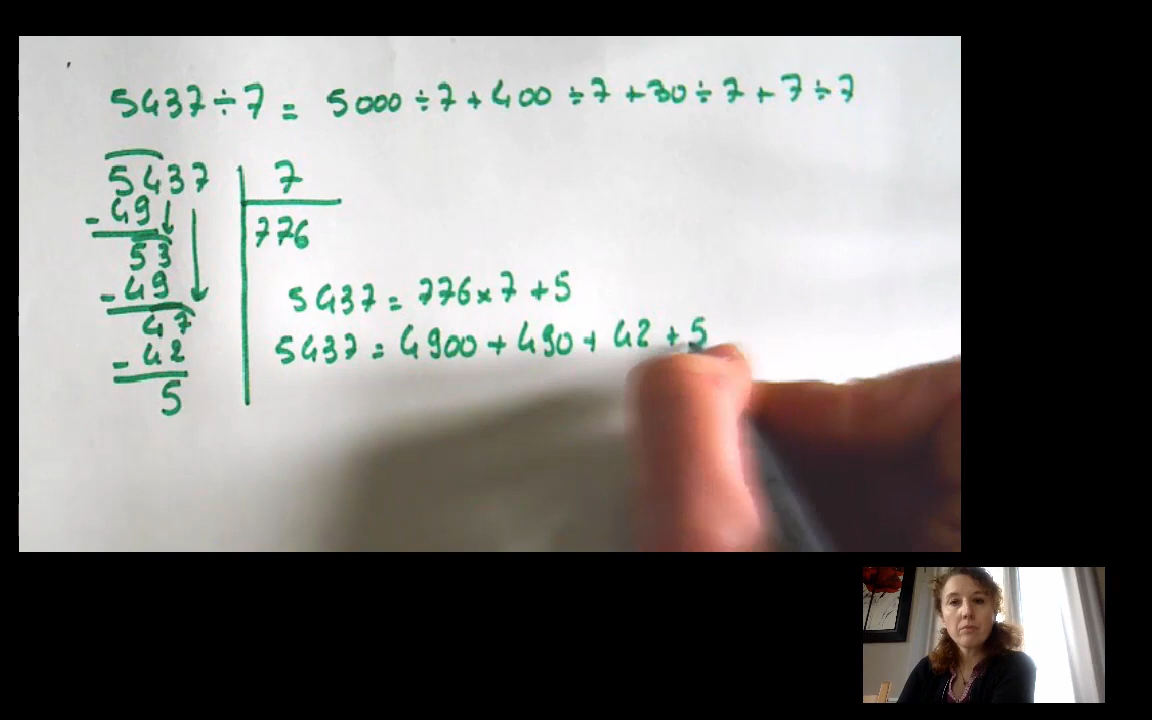 5437÷7 = 5000÷7+400÷7+30÷7+7÷7
5437 7
-49 776
53
-49
5437 = 776×7+5
47
5437 = 4900+490+42+5
-42
5